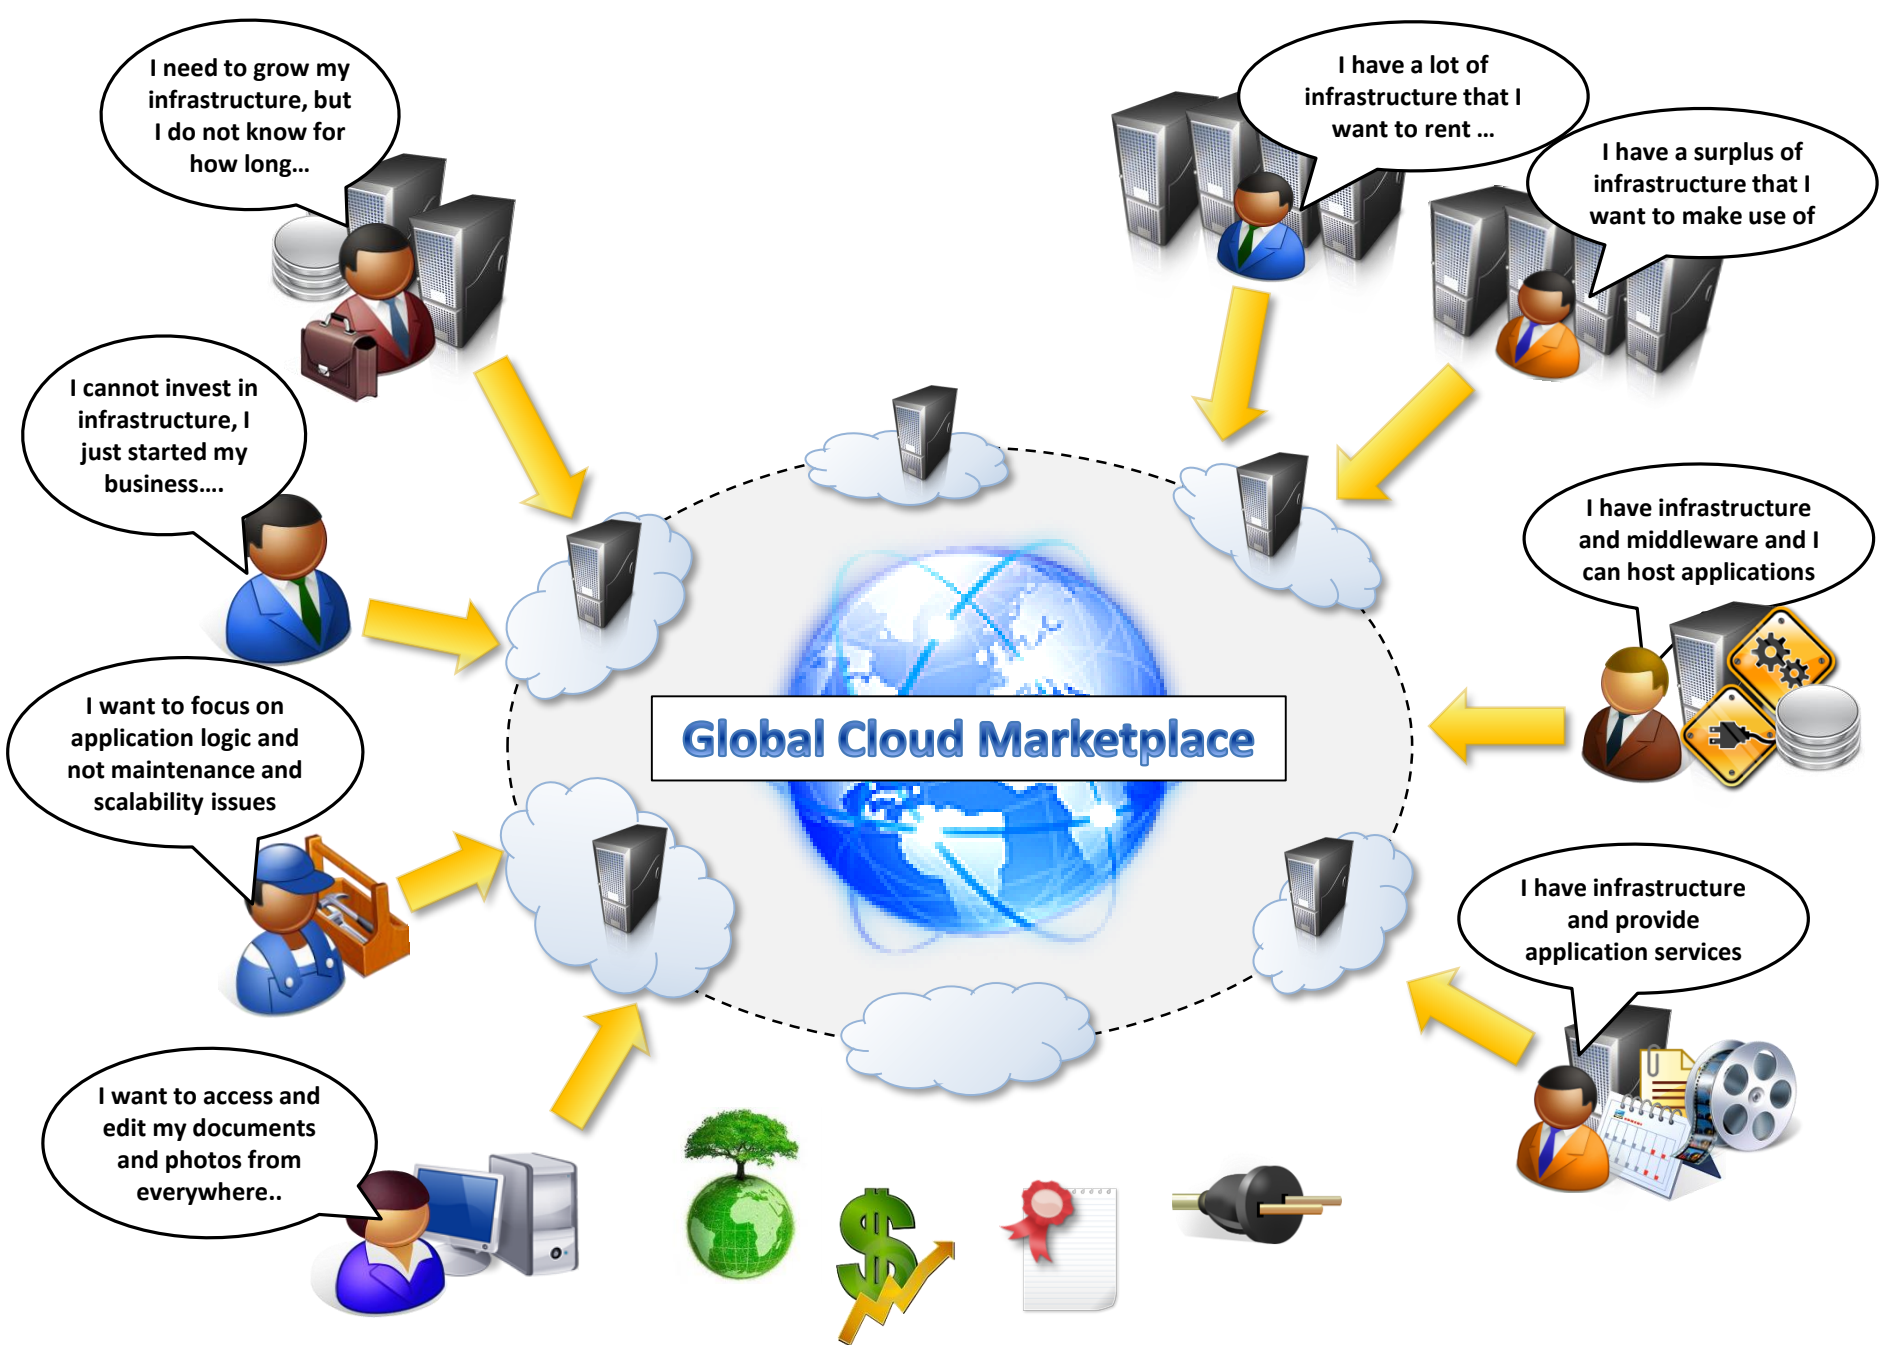 I need to grow my
infrastructure, but
I do not know for
how long…
I have a lot of
infrastructure that I
want to rent …
I have a surplus of
infrastructure that I
want to make use of
I cannot invest in
infrastructure, I
just started my
business….
I have infrastructure
and middleware and I
can host applications
I want to focus on
application logic and
not maintenance and
scalability issues
Global Cloud Marketplace
I have infrastructure
and provide
application services
I want to access and
edit my documents
and photos from
everywhere..